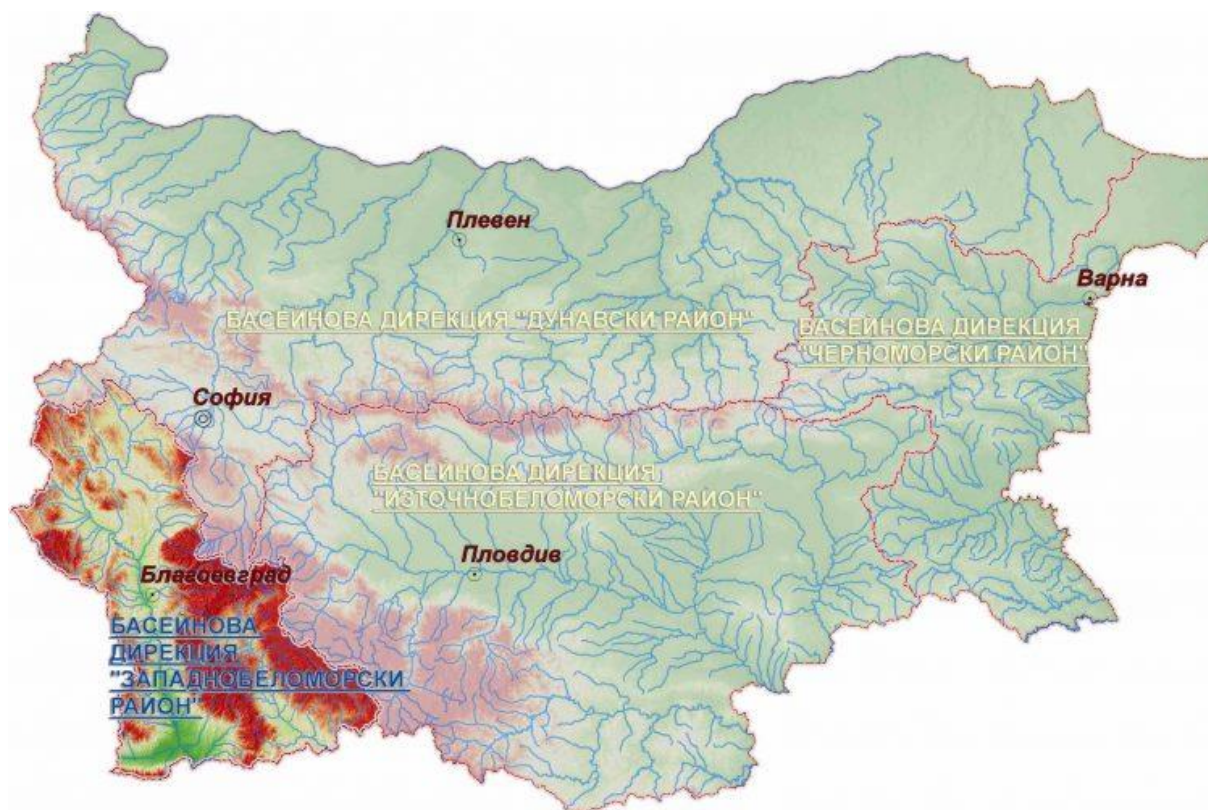 Плевен
Варна
БАСЕЙНОВА ДИРЕКЦИЯ "ДУНАВСКИ РАЙОН"
БАСЕЙНОВА ДИРЕКЦИЯ
"ЧЕРНОМОРСКИ РАЙОН"
София
БАСЕЙНОВА ДИРЕКЦИЯ
"ИЗТОЧНОБЕЛОМОРСКИ РАЙОН"
Пловдив
Благоевград
БАСЕЙНОВА
ДИРЕКЦИЯ
"ЗАПАДНОБЕЛОМОРСКИ
РАЙОН"